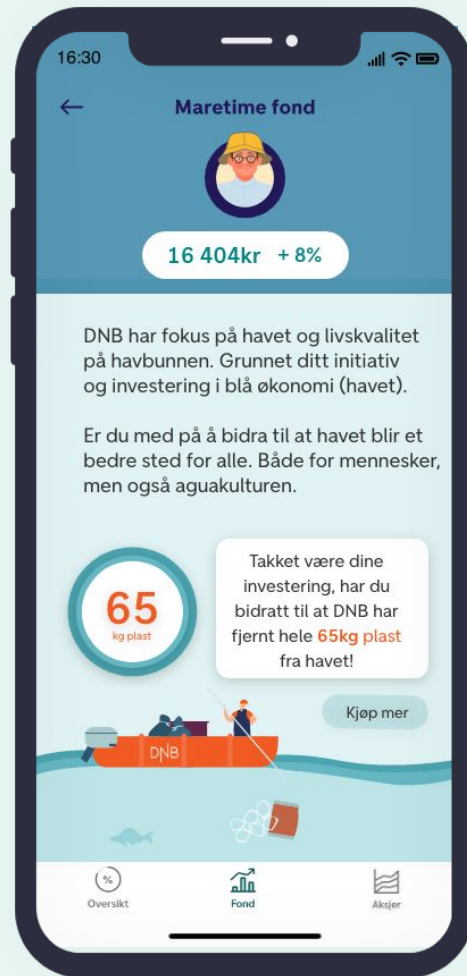 16:30
Maretime fond
16 404kr + 8%
DNB har fokus på havet og livskvalitet
på havbunnen. Grunnet ditt initiativ
og investering i blå økonomi (havet).
Er du med på å bidra til at havet blir et
bedre sted for alle. Både for mennesker,
men også aguakulturen.
65
kg plast
Takket være dine
investering, har du
bidratt til at DNB har
fjernt hele 65kg plast
fra havet!
Kjøp mer
DNB
%
Oversikt
Fond
Aksjer